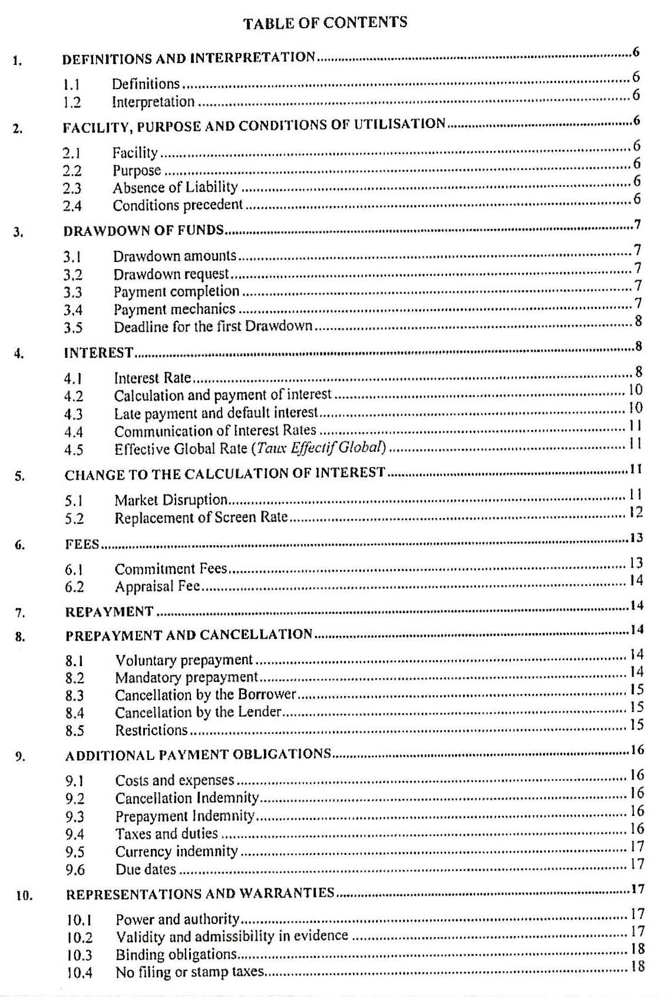 TABLE OF CONTENTS
1. DEFINITIONS AND INTERPRETATION 6
1.1 Definitions 6
1.2 Interpretation 6
2. FACILITY, PURPOSE AND CONDITIONS OF UTILISATION 6
2.1 Facility 6
2.2 Purpose 6
2.3 Absence of Liability 6
2.4 Conditions precedent 6
3. DRAWDOWN OF FUNDS 7
3.1 Drawdown amounts 7
3.2 Drawdown request 7
3.3 Payment completion 7
3.4 Payment mechanics 7
3.5 Deadline for the first Drawdown 8
4. INTEREST 8
4.1 Interest Rate 8
4.2 Calculation and payment of interest 10
4.3 Late payment and default interest 10
4.4 Communication of Interest Rates 11
4.5 Effective Global Rate (Taux Effectif Global) 11
5. CHANGE TO THE CALCULATION OF INTEREST 11
5.1 Market Disruption 11
5.2 Replacement of Screen Rate 12
6. FEES 13
6.1 Commitment Fees 13
6.2 Appraisal Fee 14
7. REPAYMENT 14
8. PREPAYMENT AND CANCELLATION 14
8.1 Voluntary prepayment 14
8.2 Mandatory prepayment 14
8.3 Cancellation by the Borrower 15
8.4 Cancellation by the Lender 15
8.5 Restrictions 15
9. ADDITIONAL PAYMENT OBLIGATIONS 16
9.1 Costs and expenses 16
9.2 Cancellation Indemnity 16
9.3 Prepayment Indemnity 16
9.4 Taxes and duties 16
9.5 Currency indemnity 17
9.6 Due dates 17
10. REPRESENTATIONS AND WARRANTIES 17
10.1 Power and authority 17
10.2 Validity and admissibility in evidence 17
10.3 Binding obligations 18
10.4 No filing or stamp taxes 18